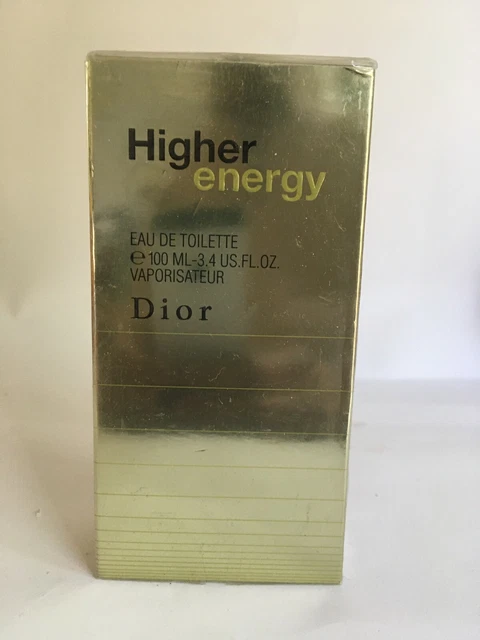 Higher
energy
EAU DE TOILETTE
℮ 100 ML-3.4 US.FL.OZ.
VAPORISATEUR
Dior